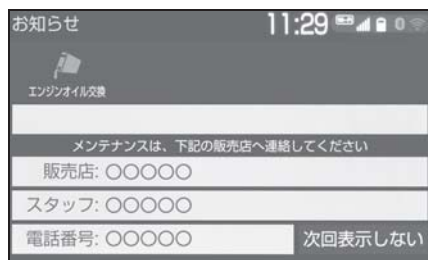 お知らせ 11:29
エンジンオイル交換
メンテナンスは、下記の販売店へ連絡してください
販売店: ○○○○○
スタッフ: ○○○○○
電話番号: ○○○○○ 次回表示しない